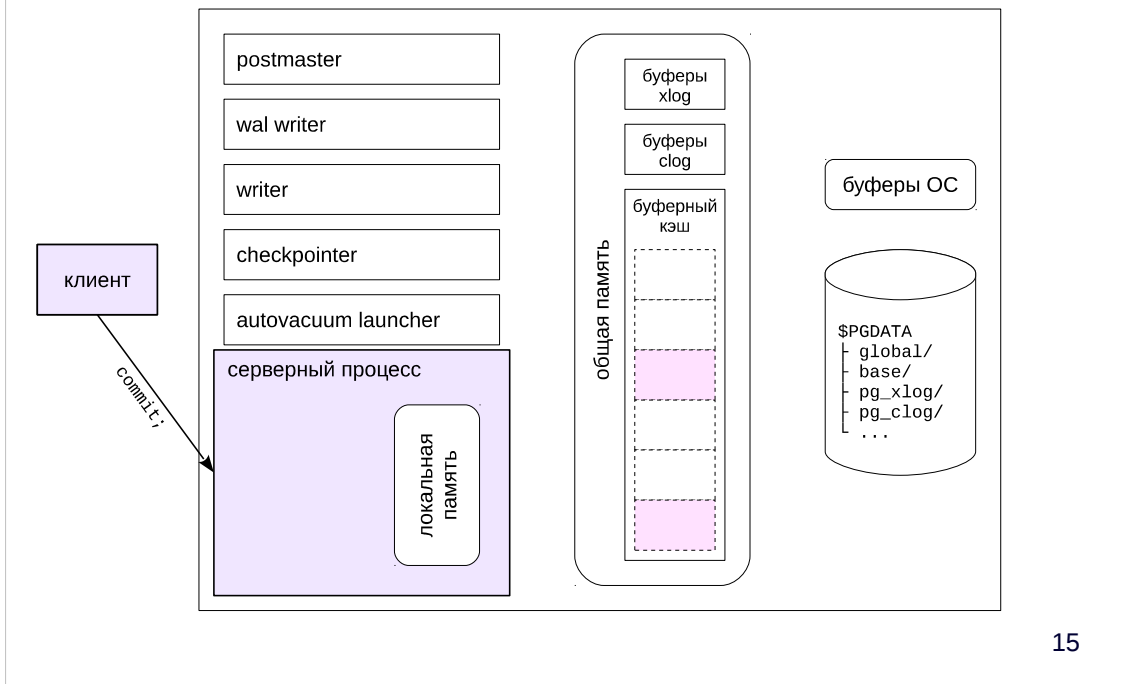 postmaster
wal writer
writer
checkpointer
autovacuum launcher
клиент
commit;
серверный процесс
локальная
память
общая память
буферы
xlog
буферы
clog
буферный
кэш
буферы ОС
$PGDATA
├ global/
├ base/
├ pg_xlog/
├ pg_clog/
└ ...
15